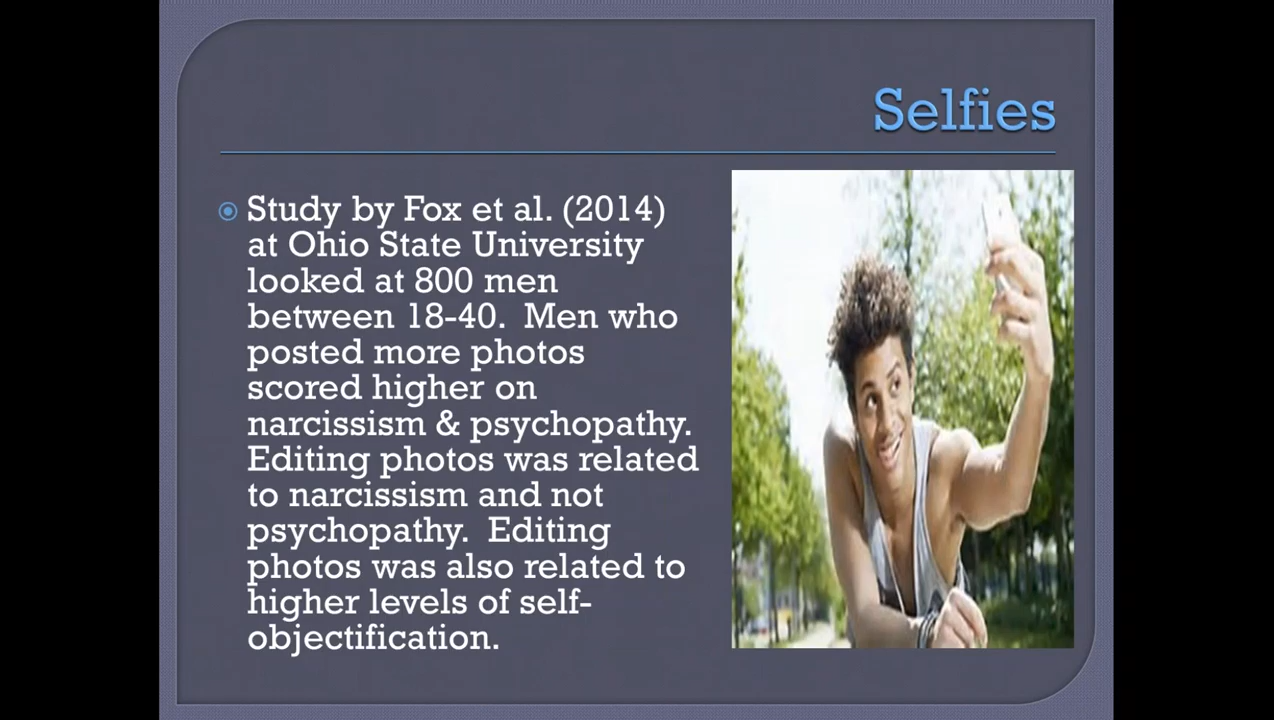 Selfies
Study by Fox et al. (2014)
at Ohio State University
looked at 800 men
between 18-40.  Men who
posted more photos
scored higher on
narcissism & psychopathy.
Editing photos was related
to narcissism and not
psychopathy.  Editing
photos was also related to
higher levels of self-
objectification.